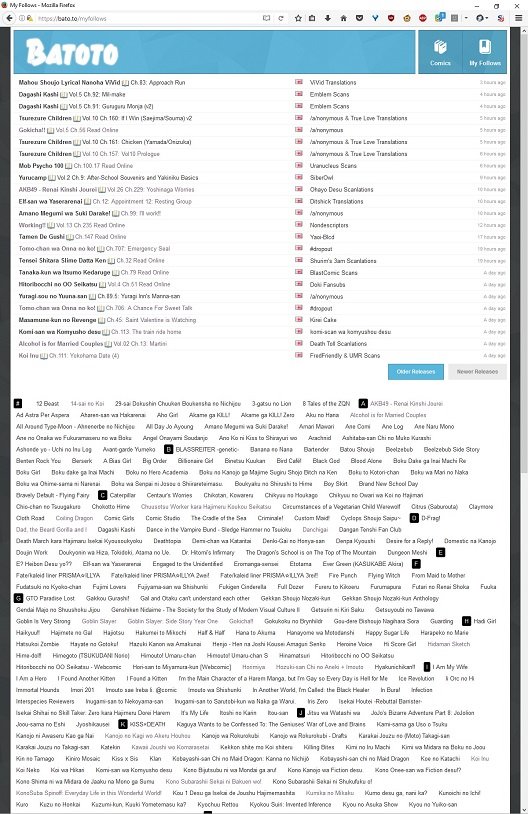 My Follows - Mozilla Firefox
https://bato.to/myfollows
Search
BATOTO
Comics
My Follows
Mahou Shoujo Lyrical Nanoha ViVid Ch.83: Approach Run ViVid Translations 3 hours ago
Dagashi Kashi Vol.5 Ch.92: Mil-make Emblem Scans 4 hours ago
Dagashi Kashi Vol.5 Ch.91: Guruguru Monja (v2) Emblem Scans 4 hours ago
Tsurezure Children Vol.10 Ch.160: If I Win (Saejima/Souma) v2 /a/nonymous & True Love Translations 5 hours ago
Gokicha!! Vol.5 Ch.56 Read Online /a/nonymous
Tsurezure Children Vol.10 Ch.161: Chicken (Yamada/Onizuka) /a/nonymous & True Love Translations
Tsurezure Children Vol.10 Ch.157: Vol10 Prologue /a/nonymous & True Love Translations
Mob Psycho 100 Ch.100.17 Read Online Uranucleus Scans
Yurucamp Vol.2 Ch.9: After-School Souvenirs and Yakiniku Basics SiberOwl 9 hours ago
AKB49 - Renai Kinshi Jourei Vol.26 Ch.229: Yoshinaga Worries Ohayo Desu Scanlations 10 hours ago
Elf-san wa Yaserarenai Ch.12: Appointment 12: Resting Group Ditshick Translations 10 hours ago
Amano Megumi wa Suki Darake! Ch.99: I'll work!! /a/nonymous 10 hours ago
Working!! Vol.13 Ch.235 Read Online Nondescriptors 12 hours ago
Tamen De Gushi Ch.147 Read Online Yaoi-Blcd 17 hours ago
Tomo-chan wa Onna no ko! Ch.707: Emergency Seal #dropout 19 hours ago
Tensei Shitara Slime Datta Ken Ch.32 Read Online Shurim's 3am Scanlations 19 hours ago
Tanaka-kun wa Itsumo Kedaruge Ch.79 Read Online BlastComic Scans A day ago
Hitoribocchi no OO Seikatsu Vol.4 Ch.51 Read Online Doki Fansubs A day ago
Yuragi-sou no Yuuna-san Ch.89.5: Yuragi Inn's Manna-san /a/nonymous A day ago
Tomo-chan wa Onna no ko! Ch.706: A Chance For Sweet Talk #dropout A day ago
Masamune-kun no Revenge Ch.45: Saint Valentine is Watching Kirei Cake A day ago
Komi-san wa Komyusho desu Ch.113: The train ride home komi-scan wa komyushou desu A day ago
Alcohol is for Married Couples Vol.02 Ch.13: Martini Death Toll Scanlations A day ago
Koi Inu Ch.111: Yokohama Date (4) FredFriendly & UMR Scans A day ago
Older Releases Newer Releases
# 12 Beast 14-sai no Koi 29-sai Dokushin Chuuken Boukensha no Nichijou 3-gatsu no Lion 8 Tales of the ZQN A AKB49 - Renai Kinshi Jourei
Ad Astra Per Aspera Aharen-san wa Hakarenai Aho Girl Akame ga KILL! Akame ga KILL! Zero Aku no Hana Alcohol is for Married Couples
All Around Type-Moon - Ahnenerbe no Nichijou All Day Jo Ayoung Amano Megumi wa Suki Darake! Amari Mawari Ane Comi Ane Log Ane Naru Mono
Ane no Onaka wo Fukuramaseru no wa Boku Angel Onayami Soudanjo Ano Ko ni Kiss to Shirayuri wo Arachnid Ashitaba-san Chi no Muko Kurashi
Ashonde yo - Uchi no Inu Log Avant-garde Yumeko B BLASSREITER -genetic- Banana no Nana Bartender Batou Shoujo Beelzebub Beelzebub Side Story
Better Rock You Berserk A Bias Girl Big Order Billionaire Girl Binetsu Kuukan Bird Café! Black God Blood Alone Boku Dake ga Inai Machi Re
Boku Girl Boku dake ga Inai Machi Boku no Hero Academia Boku no Kanojo ga Majime Sugiru Shojo Bitch na Ken Boku to Kotori-chan Boku wa Mari no Naka
Boku wa Ohime-sama ni Narenai Boku wa Senpai ni Josou o Shiirareteimasu. Boukyaku no Shirushi to Hime Boy Skirt Brand New School Day
Bravely Default - Flying Fairy C Caterpillar Centaur's Worries Chikotan, Kowareru Chikyuu no Houkago Chikyuu no Owari wa Koi no Hajimari
Chio-chan no Tsuugakuro Chokotto Hime Chouusotsu Worker kara Hajimeru Koukou Seikatsu Circumstances of a Vegetarian Child Werewolf Citrus (Saburouta) Claymore
Cloth Road Coiling Dragon Comic Girls Comic Studio The Cradle of the Sea Crimsale! Custom Maid! Cyclops Shoujo Saipu~ D D-Frag!
Dad, the Beard Gorilla and I Dagashi Kashi Dance in the Vampire Bund - Sledge Hammer no Tsuioku Danchigai Dangan Tenshi Fan Club
Death March kara Hajimaru Isekai Kyousoukyoku Deathtopia Demi-chan wa Kataritai Denki-Gai no Honya-san Denpa Kyoushi Desire for a Reply! Domestic na Kanojo
Doujin Work Doukyonin wa Hiza, Tokidoki, Atama no Ue. Dr. Hitomi's Infirmary The Dragon's School is on The Top of The Mountain Dungeon Meshi E
E? Heibon Desu yo?? Elf-san wa Yaserarenai Engaged to the Unidentified Eromanga-sensei Etotama Ever Green (KASUKABE Akira) F
Fate/kaleid liner PRISMA☆ILLYA Fate/kaleid liner PRISMA☆ILLYA 2wei! Fate/kaleid liner PRISMA☆ILLYA 3rei!! Fire Punch Flying Witch From Maid to Mother
Fudatsuki no Kyoko-chan Fujimi Lovers Fujiyama-san wa Shishunki Fukigen Cinderella Full Dozer Fureru to Kikoeru Furumapura Futari no Renai Shoka Fuuka
G GTO Paradise Lost Gakkou Gurashi! Gal and Otaku can't understand each other Gekkan Shoujo Nozaki-kun Gekkan Shoujo Nozaki-kun Anthology
Gendai Majo no Shuushoku Jijou Genshiken Nidaime - The Society for the Study of Modern Visual Culture II Getsurin ni Kiri Saku Getsuyoubi no Tawawa
Goblin Is Very Strong Goblin Slayer Goblin Slayer: Side Story Year One Gokicha!! Gokukoku no Brynhildr Gou-dere Bishoujo Nagihara Sora Guarding H Hadi Girl
Haikyuu!! Hajimete no Gal Hajiotsu Hakumei to Mikochi Half & Half Hana to Akuma Hanayome wa Motodanshi Happy Sugar Life Harapeko no Marie
Hatsukoi Zombie Hayate no Gotoku! Hazuki Kanon wa Amakunai Henjo - Hen na Joshi Kousei Amaguri Senko Heroine Voice Hi Score Girl Hidamari Sketch
Hime-doll! Himegoto (TSUKUDANI Norio) Himouto! Umaru-chan Himouto! Umaru-chan S Hinamatsuri Hitoribocchi no OO Seikatsu
Hitoribocchi no OO Seikatsu - Webcomic Hori-san to Miyamura-kun [Webcomic] Horimiya Hozuki-san Chi no Aneki + Imouto Hyakunichikan!! I I Am My Wife
I Am a Hero I Found Another Kitten I Found a Kitten I'm the Main Character of a Harem Manga, but I'm Gay so Every Day is Hell for Me Ice Revolution Ii Orc no Hi
Immortal Hounds Imori 201 Imouto sae Ireba Ii @comic Imouto wa Shishunki In Another World, I'm Called: the Black Healer In Bura! Infection
Interspecies Reviewers Inugami-san to Nekoyama-san Inugami-san to Sarutobi-kun wa Naka ga Warui. Iris Zero Isekai Houtei- Rebuttal Barrister-
Isekai Shihai no Skill Taker: Zero kara Hajimeru Dorei Harem It's My Life Itoshi no Karin Itsuu-san J Jitsu wa Watashi wa JoJo's Bizarre Adventure Part 8: JoJolion
Joou-sama no Eshi Jyoshikausei K KISS×DEATH Kaguya Wants to be Confessed To: The Geniuses' War of Love and Brains Kami-sama ga Uso o Tsuku
Kanojo ni Naritai Kimi to Boku Kanojo no Kagi wo Akeru Houhou Kanojo wa Rokurokubi Kanojo wa Rokurokubi - Drafts Karakai Jouzu no (Moto) Takagi-san
Karakai Jouzu no Takagi-san Katekin Kawaii Joushi wo Komarasetai Kekkon shite mo Koi shiteru Killing Bites Kimi no Iru Machi Kimi wa Midara na Boku no Joou
Kin no Tamago Kiniro Mosaic Kiss x Sis Klan Kobayashi-san Chi no Maid Dragon: Kanna no Nichijo Kobayashi-san chi no Maid Dragon Koe no Katachi Koi Inu
Koi Neko Koi wa Hikari Komi-san wa Komyusho desu Kono Bijutsubu ni wa Mondai ga aru! Kono Kanojo wa Fiction desu. Kono Onee-san wa Fiction desu!?
Kono Shima ni wa Midara de Jaaku na Mono ga Sumu Kono Subarashii Sekai ni Bakuen wo! Kono Subarashii Sekai ni Shukufuku o!
KonoSuba Spinoff: Everyday Life in this Wonderful World! Kou 1 Desu ga Isekai de Joushu Hajimemashita Kumika no Mikaku Kumo desu ga, nani ka? Kunoichi no Ichi!
Kuro Kuzu no Honkai Kuzumi-kun, Kuuki Yometemasu ka? Kyochuu Rettou Kyokou Suiri: Invented Inference Kyou no Asuka Show Kyou no Yuiko-san